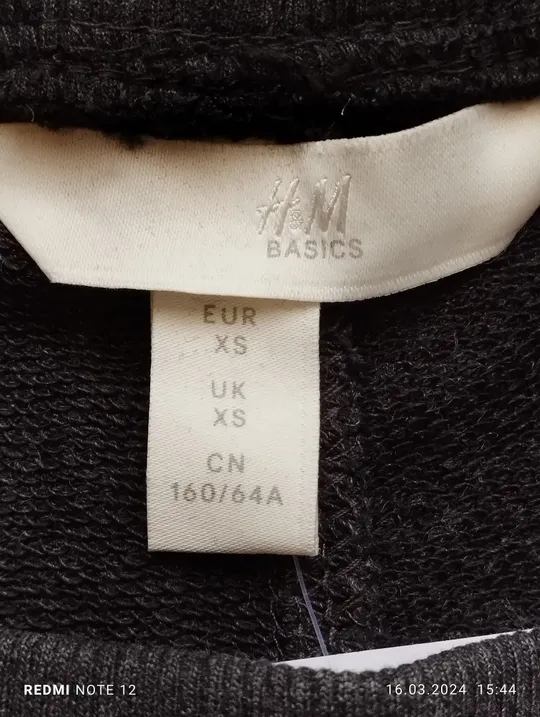 H&M
BASICS
EUR
XS
UK
XS
CN
160/64A
REDMI NOTE 12
16.03.2024 15:44